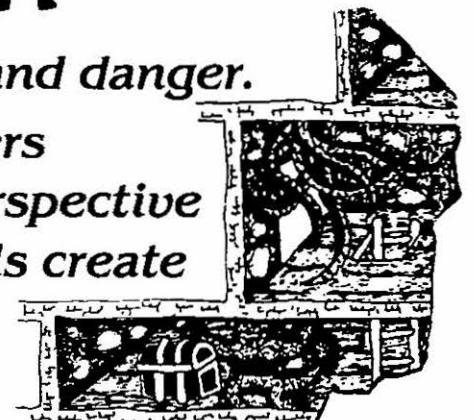 and danger.
ers
rspective
ls create